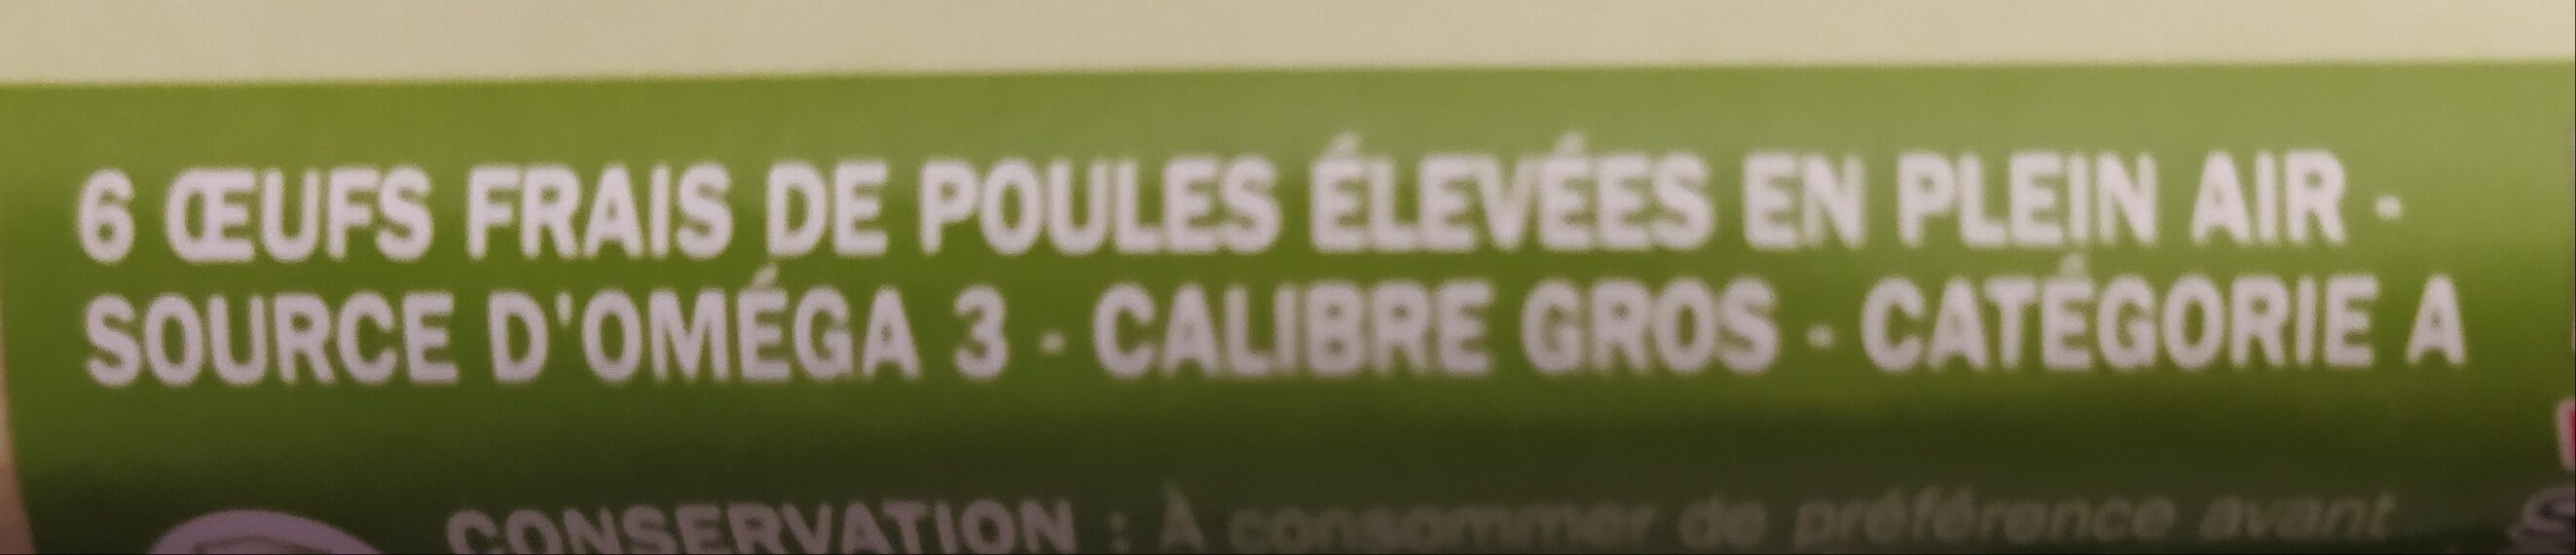 6 ŒUFS FRAIS DE POULES ÉLEVÉES EN PLEIN AIR -
SOURCE D'OMÉGA 3 - CALIBRE GROS - CATÉGORIE A
CONSERVATION : À consommer de préférence avant